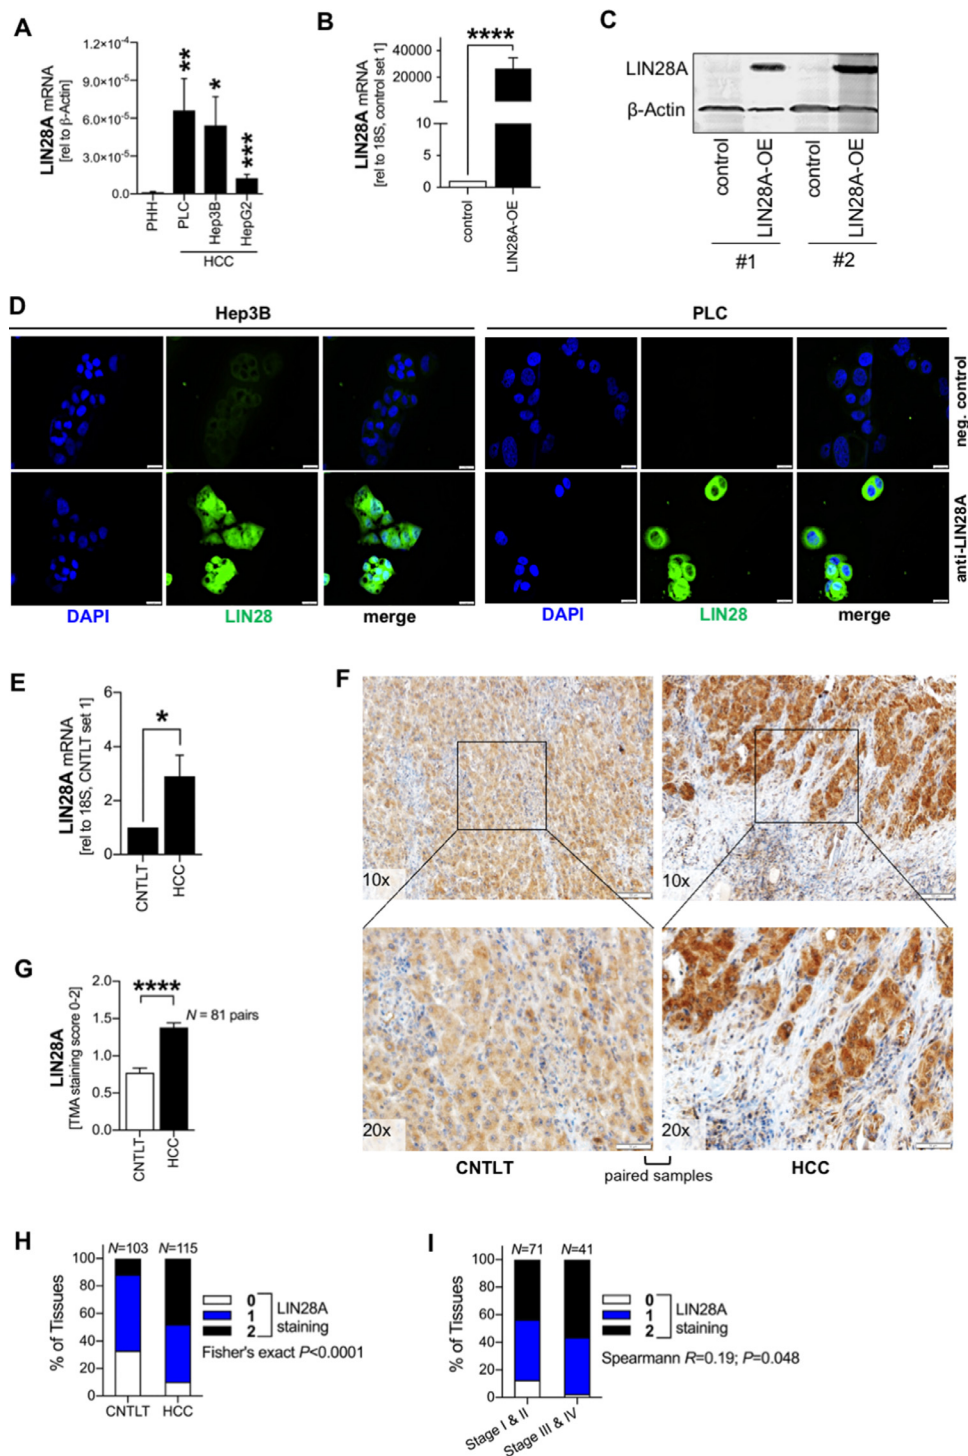 A
LIN28A mRNA
[rel to β-Actin]
1.2×10⁻⁴
9.0×10⁻⁵
6.0×10⁻⁵
3.0×10⁻⁵
0.0
**
*
***
PHH
PLC
Hep3B
HepG2
HCC
B
LIN28A mRNA
[rel to 18S, control set 1]
40000
20000
10
5
0
****
control
LIN28A-OE
C
LIN28A
β-Actin
control
LIN28A-OE
control
LIN28A-OE
#1
#2
D
Hep3B
PLC
neg. control
anti-LIN28A
DAPI
LIN28
merge
DAPI
LIN28
merge
E
LIN28A mRNA
[rel to 18S, CNTLT set 1]
6
4
2
0
*
CNTLT
HCC
F
10x
10x
20x
20x
CNTLT
HCC
paired samples
G
LIN28A
[TMA staining score 0-2]
2.0
1.5
1.0
0.5
0.0
****
N = 81 pairs
CNTLT
HCC
H
% of Tissues
100
80
60
40
20
0
N=103
N=115
CNTLT
HCC
0
1
2
LIN28A
staining
Fisher's exact P<0.0001
I
% of Tissues
100
80
60
40
20
0
N=71
N=41
Stage I & II
Stage III & IV
0
1
2
LIN28A
staining
Spearmann R=0.19; P=0.048